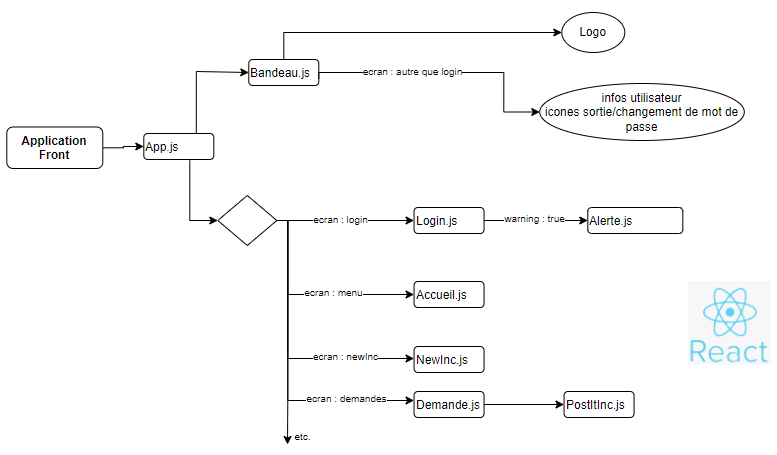 Logo
Bandeau.js
ecran : autre que login
infos utilisateur
icones sortie/changement de mot de
passe
Application
Front
App.js
ecran : login
Login.js
warning : true
Alerte.js
ecran : menu
Accueil.js
React
ecran : newInc
NewInc.js
ecran : demandes
Demande.js
PostItInc.js
etc.